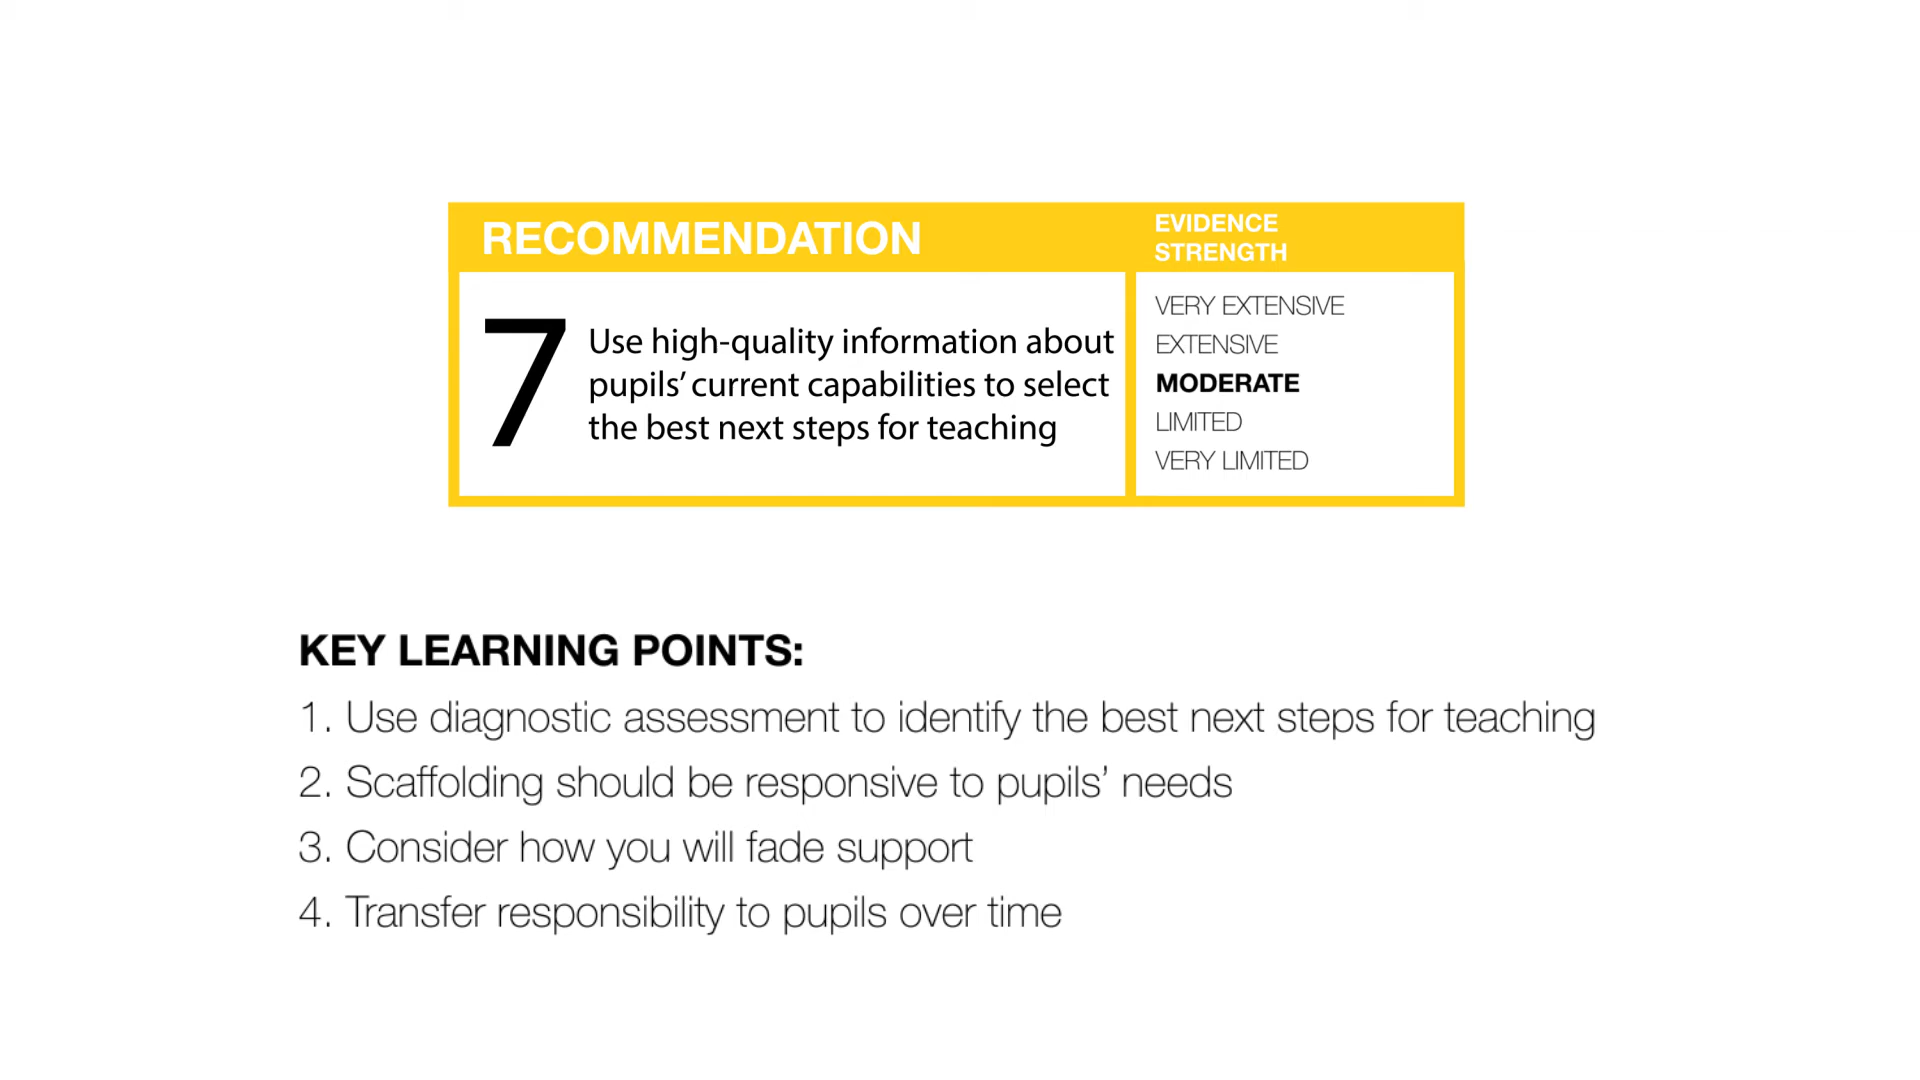 RECOMMENDATION
EVIDENCE
STRENGTH
7
Use high-quality information about
pupils’ current capabilities to select
the best next steps for teaching
VERY EXTENSIVE
EXTENSIVE
MODERATE
LIMITED
VERY LIMITED
KEY LEARNING POINTS:
1. Use diagnostic assessment to identify the best next steps for teaching
2. Scaffolding should be responsive to pupils’ needs
3. Consider how you will fade support
4. Transfer responsibility to pupils over time